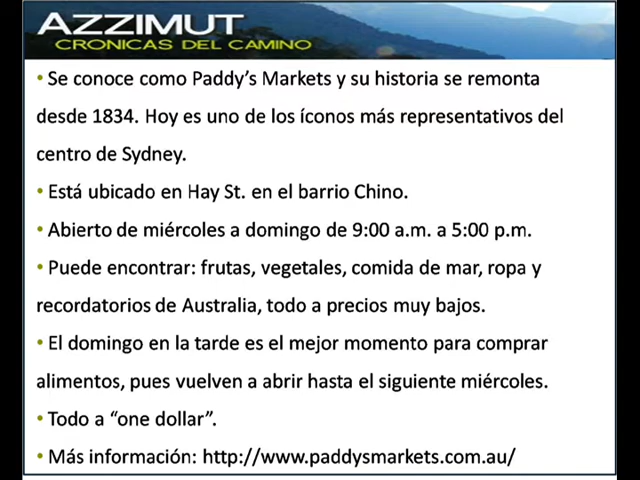 AZZIMUT
CRONICAS DEL CAMINO
• Se conoce como Paddy's Markets y su historia se remonta
desde 1834. Hoy es uno de los íconos más representativos del
centro de Sydney.
• Está ubicado en Hay St. en el barrio Chino.
• Abierto de miércoles a domingo de 9:00 a.m. a 5:00 p.m.
• Puede encontrar: frutas, vegetales, comida de mar, ropa y
recordatorios de Australia, todo a precios muy bajos.
• El domingo en la tarde es el mejor momento para comprar
alimentos, pues vuelven a abrir hasta el siguiente miércoles.
• Todo a “one dollar”.
• Más información: http://www.paddysmarkets.com.au/